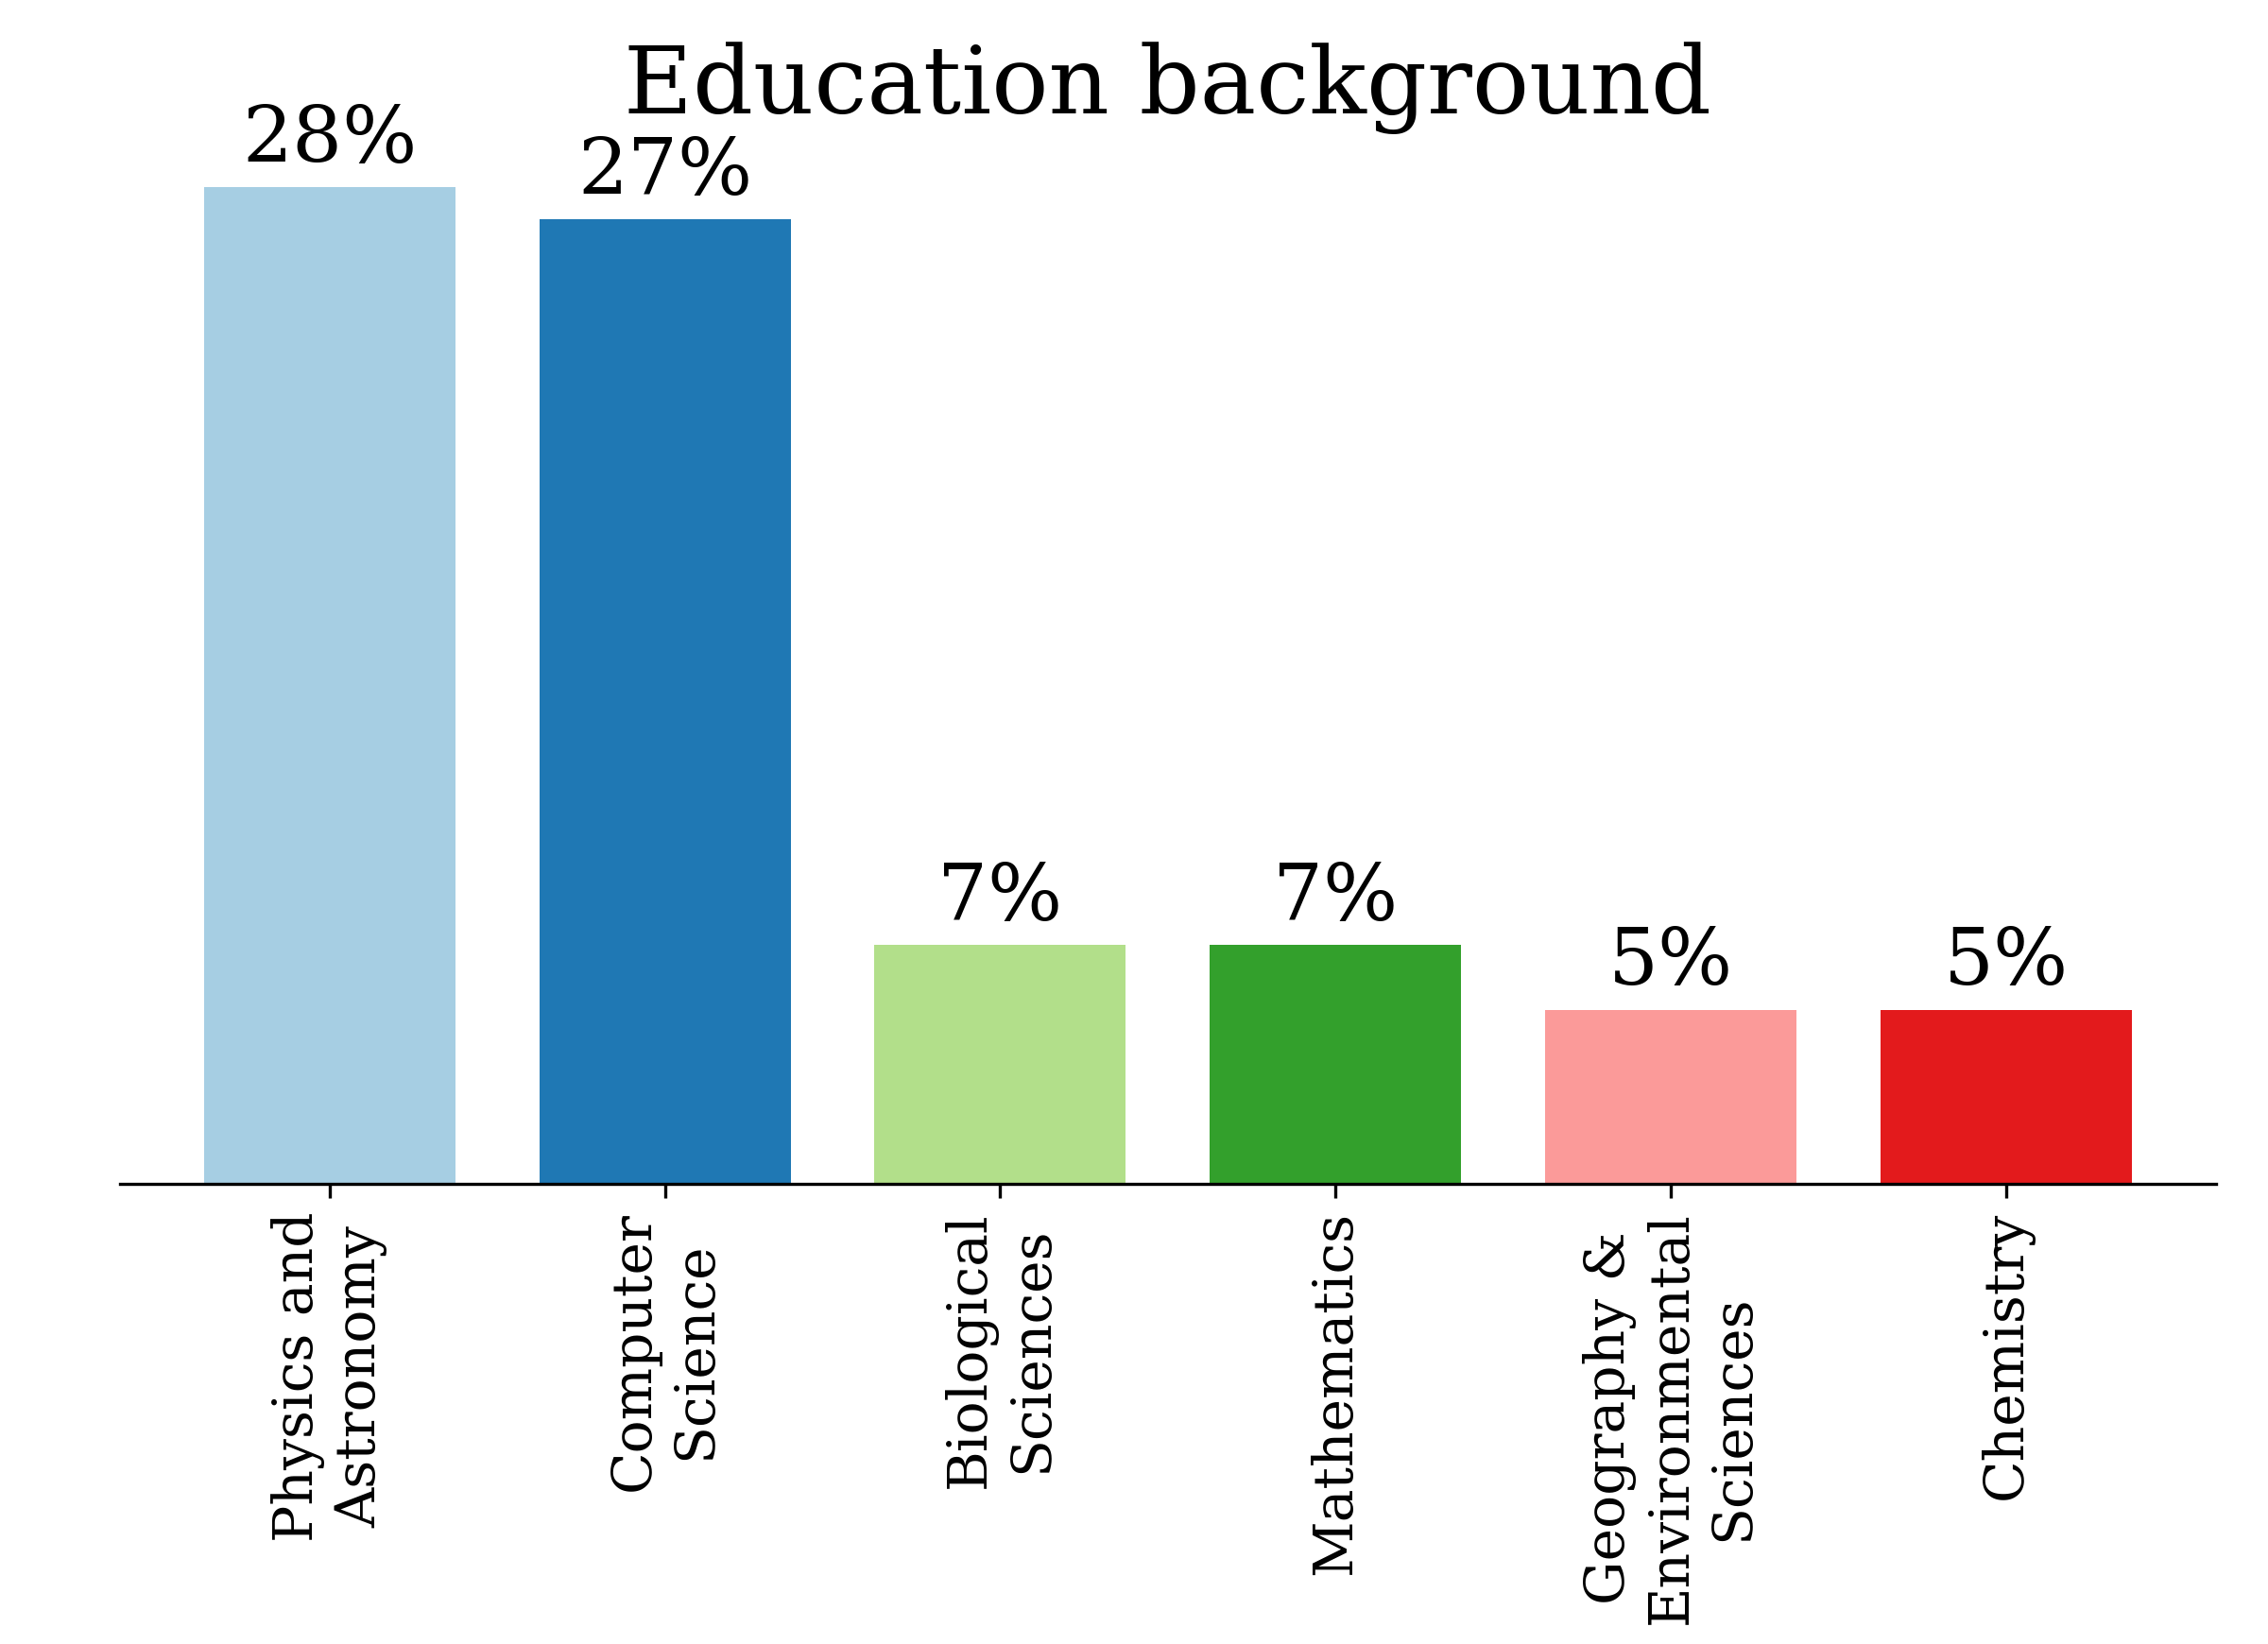 Education background
28%
27%
7%
7%
5%
5%
Physics and
Astronomy
Computer
Science
Biological
Sciences
Mathematics
Geography &
Environmental
Sciences
Chemistry